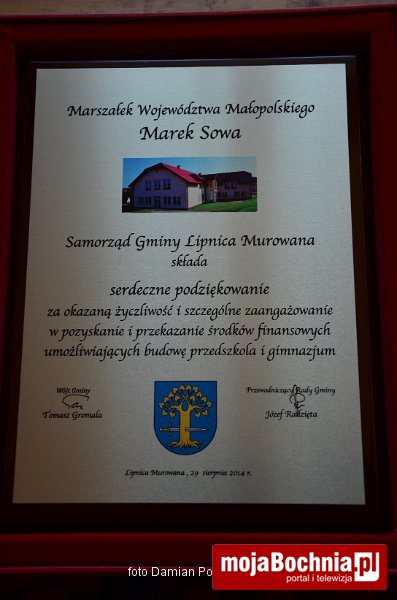 Marszałek Województwa Małopolskiego
Marek Sowa
Samorząd Gminy Lipnica Murowana
składa
serdeczne podziękowanie
za okazaną życzliwość i szczególne zaangażowanie
w pozyskanie i przekazanie środków finansowych
umożliwiających budowę przedszkola i gimnazjum
Wójt Gminy
Tomasz Gromala
Przewodniczący Rady Gminy
Józef Radzięta
Lipnica Murowana , 29 sierpnia 2014 r.
foto Damian Po
mojaBochnia.pl
portal i telewizja